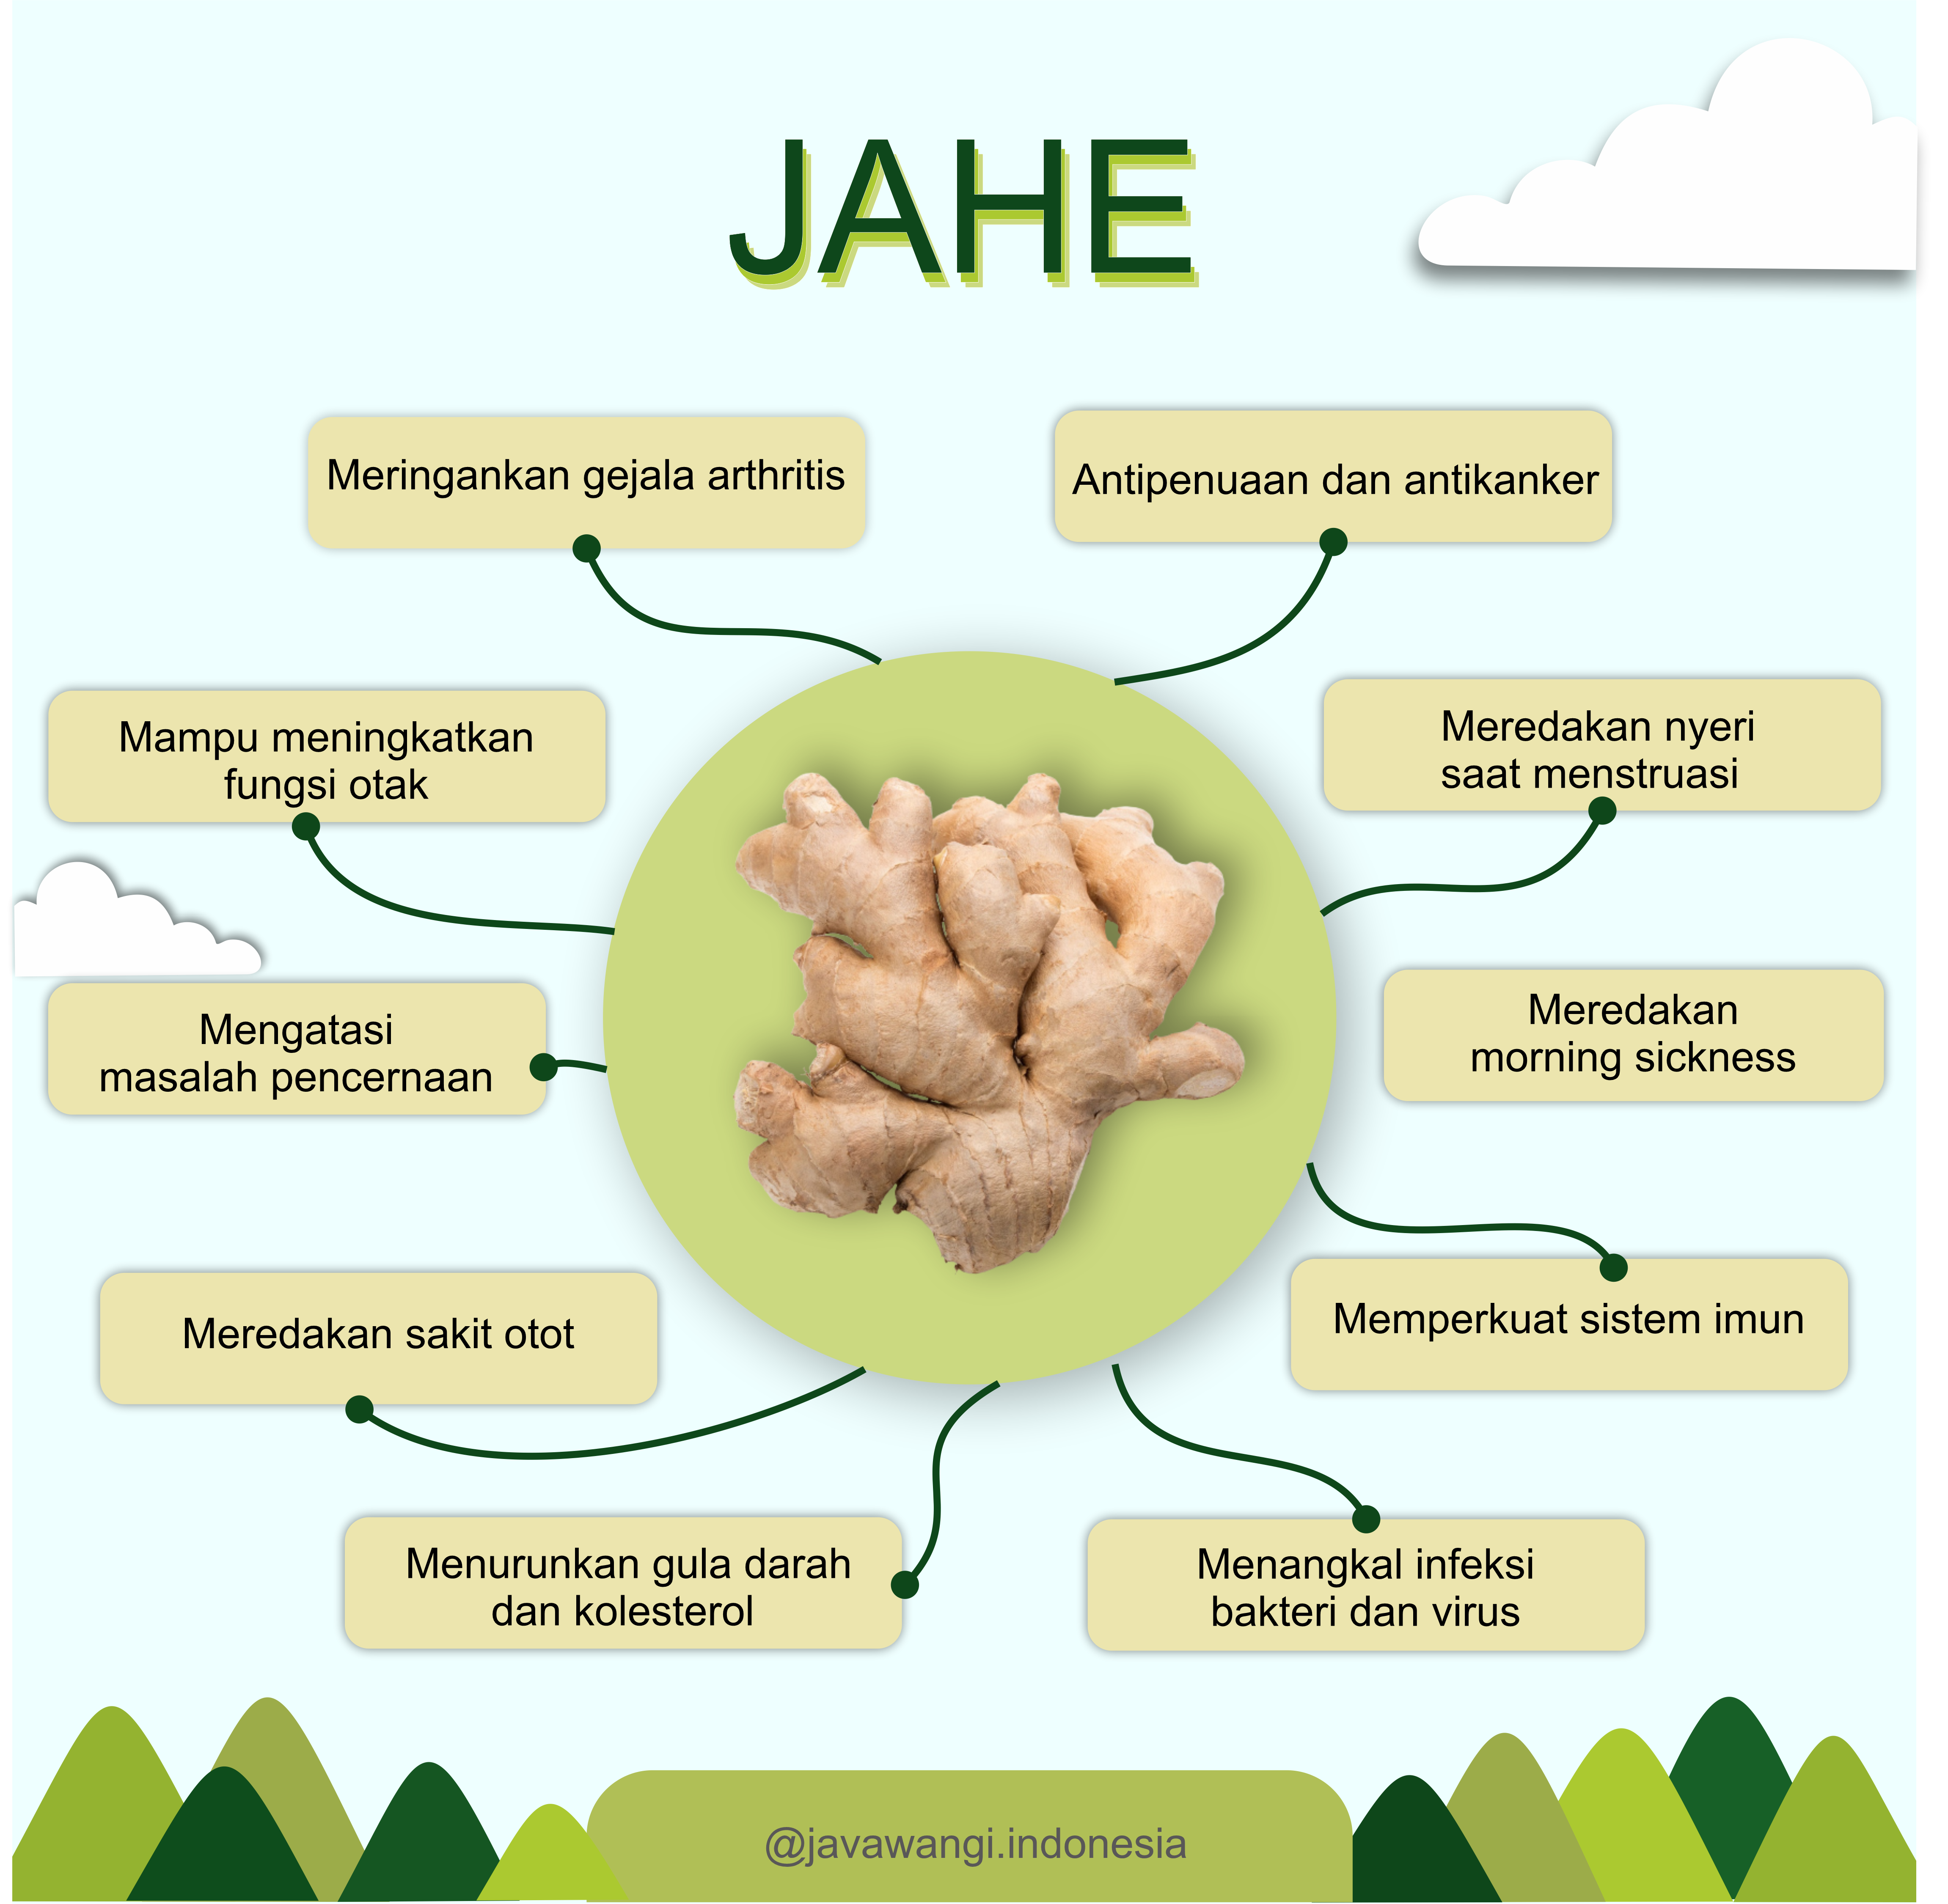 JAHE
Meringankan gejala arthritis
Antipenuaan dan antikanker
Mampu meningkatkan
fungsi otak
Meredakan nyeri
saat menstruasi
Mengatasi
masalah pencernaan
Meredakan
morning sickness
Meredakan sakit otot
Memperkuat sistem imun
Menurunkan gula darah
dan kolesterol
Menangkal infeksi
bakteri dan virus
@javawangi.indonesia